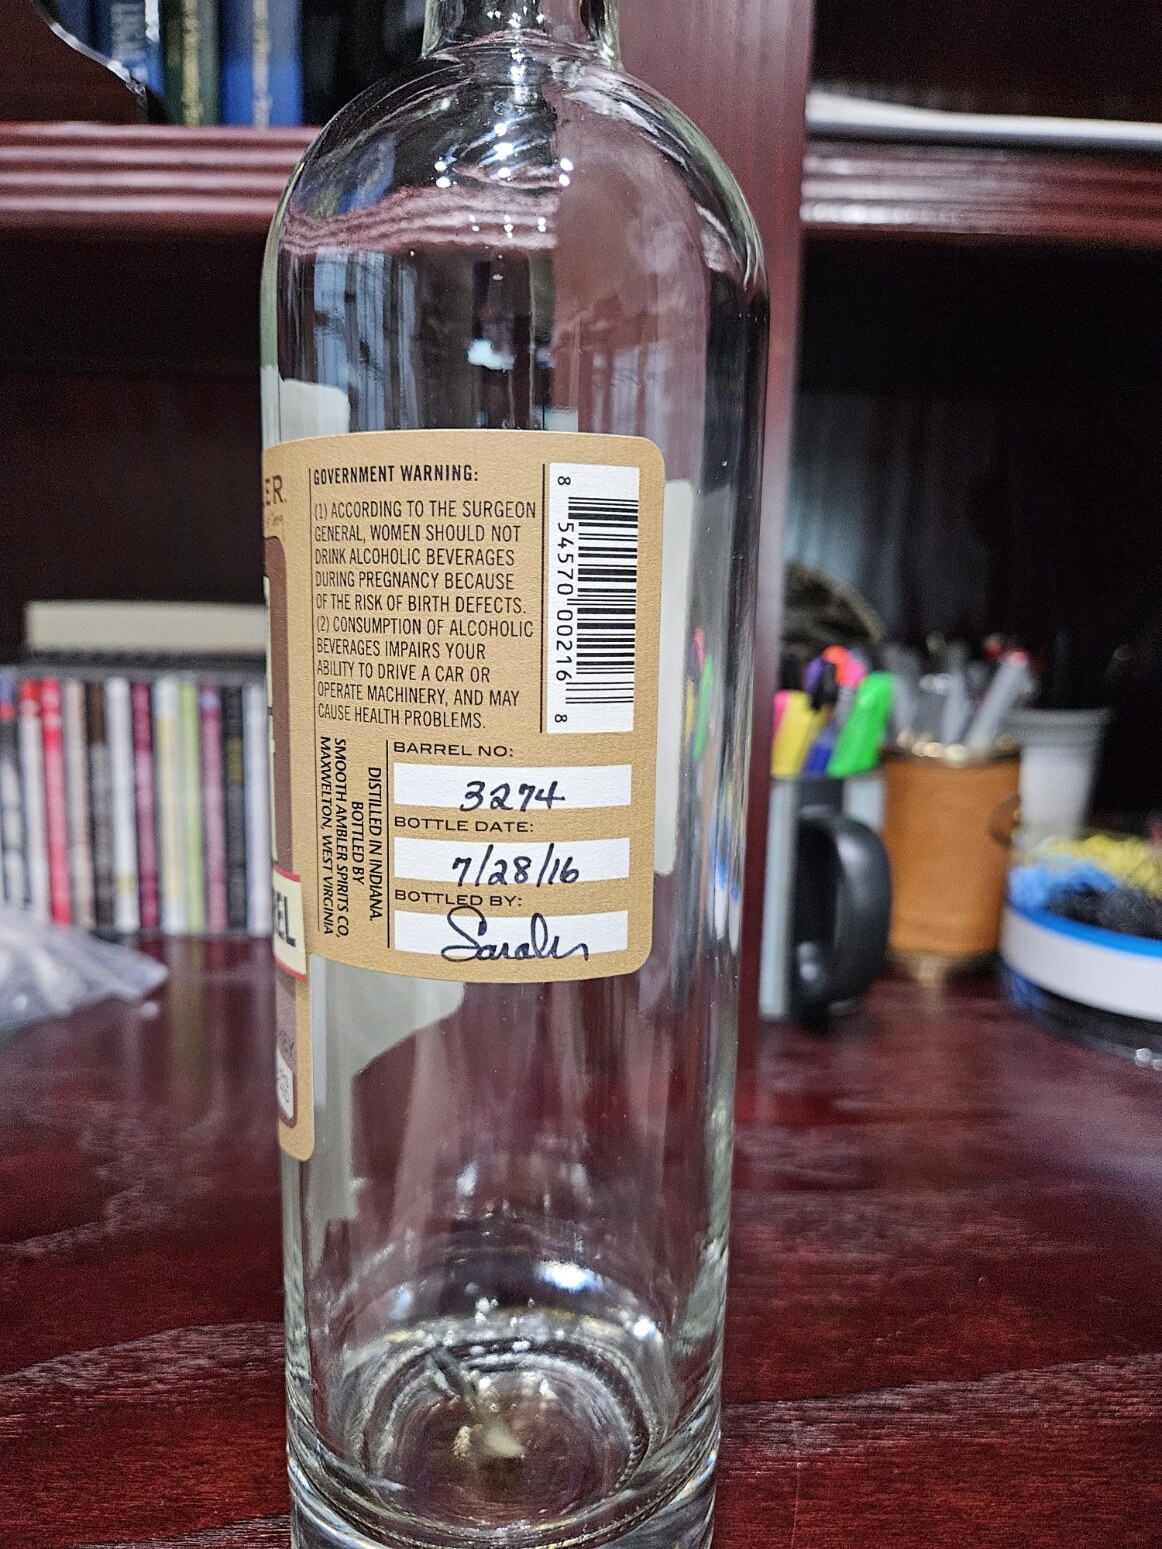 ER.
GOVERNMENT WARNING:
(1) ACCORDING TO THE SURGEON
GENERAL, WOMEN SHOULD NOT
DRINK ALCOHOLIC BEVERAGES
DURING PREGNANCY BECAUSE
OF THE RISK OF BIRTH DEFECTS.
(2) CONSUMPTION OF ALCOHOLIC
BEVERAGES IMPAIRS YOUR
ABILITY TO DRIVE A CAR OR
OPERATE MACHINERY, AND MAY
CAUSE HEALTH PROBLEMS.
8 54570 00216 8
DISTILLED IN INDIANA
BOTTLED BY
SMOOTH AMBLER SPIRITS CO.
MAXWELTON, WEST VIRGINIA
BARREL NO:
3274
BOTTLE DATE:
7/28/16
BOTTLED BY:
EL